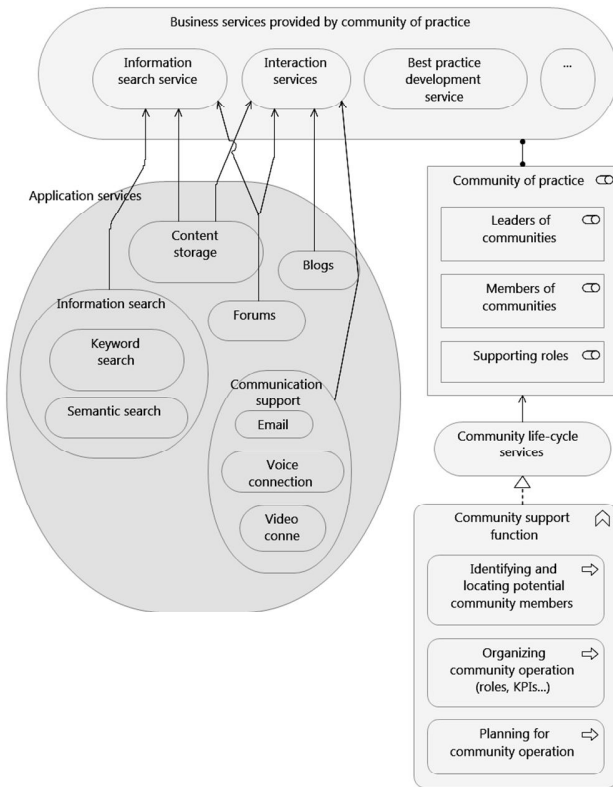 Business services provided by community of practice
Information
search service
Interaction
services
Best practice
development
service
...
Application services
Content
storage
Blogs
Information search
Forums
Keyword
search
Semantic search
Communication
support
Email
Voice
connection
Video
conne
Community of practice
Leaders of
communities
Members of
communities
Supporting roles
Community life-cycle
services
Community support
function
Identifying and
locating potential
community members
Organizing
community operation
(roles, KPIs...)
Planning for
community operation